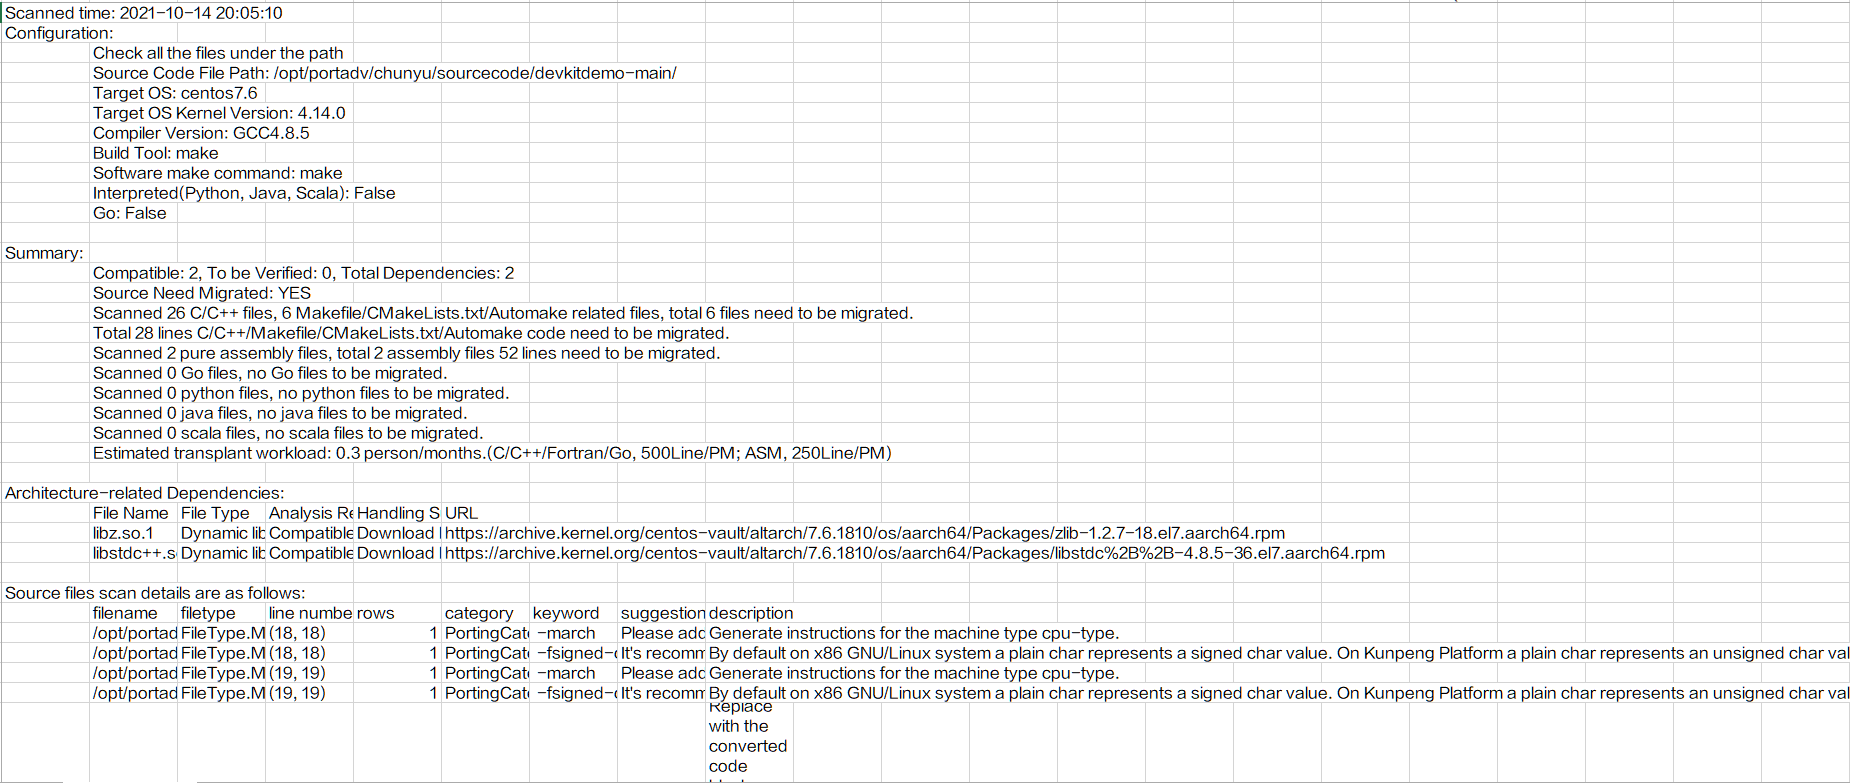 Scanned time: 2021-10-14 20:05:10
Configuration:
Check all the files under the path
Source Code File Path: /opt/portadv/chunyu/sourcecode/devkitdemo-main/
Target OS: centos7.6
Target OS Kernel Version: 4.14.0
Compiler Version: GCC4.8.5
Build Tool: make
Software make command: make
Interpreted(Python, Java, Scala): False
Go: False
Summary:
Compatible: 2, To be Verified: 0, Total Dependencies: 2
Source Need Migrated: YES
Scanned 26 C/C++ files, 6 Makefile/CMakeLists.txt/Automake related files, total 6 files need to be migrated.
Total 28 lines C/C++/Makefile/CMakeLists.txt/Automake code need to be migrated.
Scanned 2 pure assembly files, total 2 assembly files 52 lines need to be migrated.
Scanned 0 Go files, no Go files to be migrated.
Scanned 0 python files, no python files to be migrated.
Scanned 0 java files, no java files to be migrated.
Scanned 0 scala files, no scala files to be migrated.
Estimated transplant workload: 0.3 person/months.(C/C++/Fortran/Go, 500Line/PM; ASM, 250Line/PM)
Architecture-related Dependencies:
File Name File Type Analysis Re Handling S URL
libz.so.1 Dynamic lib Compatible Download https://archive.kernel.org/centos-vault/altarch/7.6.1810/os/aarch64/Packages/zlib-1.2.7-18.el7.aarch64.rpm
libstdc++.s Dynamic lib Compatible Download https://archive.kernel.org/centos-vault/altarch/7.6.1810/os/aarch64/Packages/libstdc%2B%2B-4.8.5-36.el7.aarch64.rpm
Source files scan details are as follows:
filename filetype line numbe rows category keyword suggestion description
/opt/portad FileType.M (18, 18) 1 PortingCate -march Please add Generate instructions for the machine type cpu-type.
/opt/portad FileType.M (18, 18) 1 PortingCate -fsigned-c It's recomm By default on x86 GNU/Linux system a plain char represents a signed char value. On Kunpeng Platform a plain char represents an unsigned char val
/opt/portad FileType.M (19, 19) 1 PortingCate -march Please add Generate instructions for the machine type cpu-type.
/opt/portad FileType.M (19, 19) 1 PortingCate -fsigned-c It's recomm By default on x86 GNU/Linux system a plain char represents a signed char value. On Kunpeng Platform a plain char represents an unsigned char val
Replace
with the
converted
code